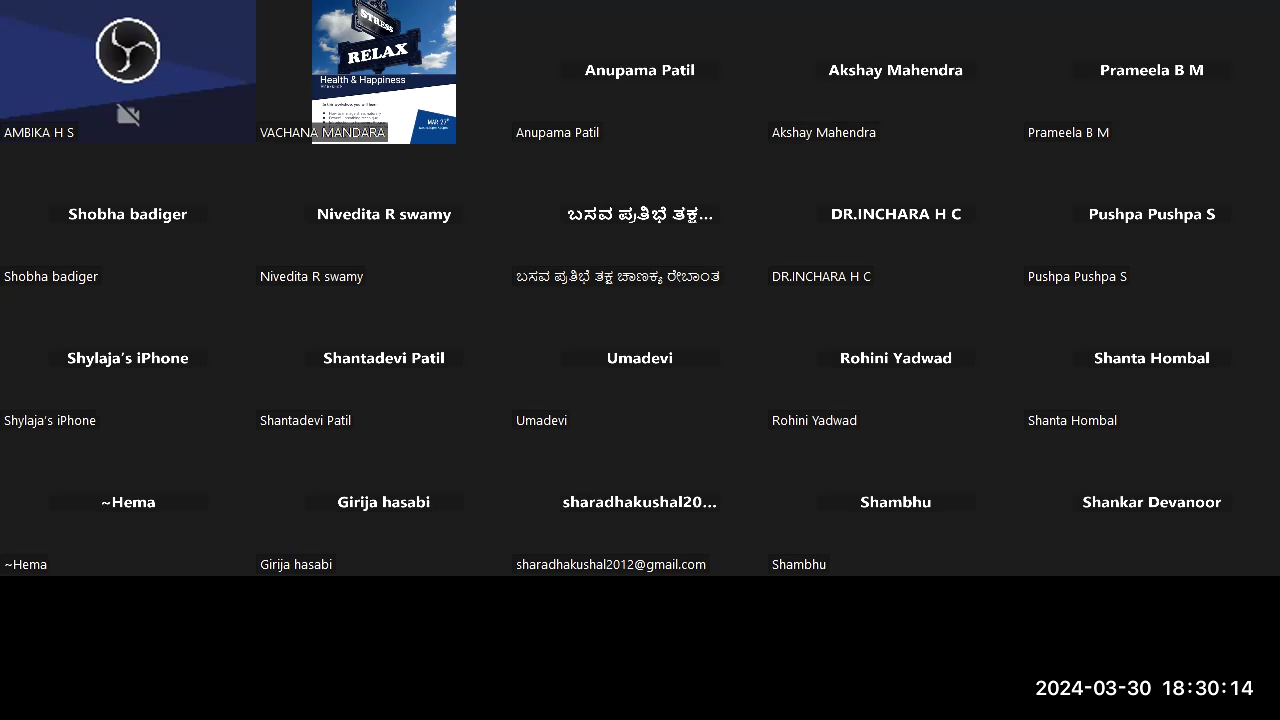 STRESS
RELAX
Health & Happiness
AMBIKA H S
VACHANA MANDARA
Anupama Patil
Akshay Mahendra
Prameela B M
Anupama Patil
Akshay Mahendra
Prameela B M
Shobha badiger
Nivedita R swamy
ಬಸವ ಪ್ರತಿಭೆ ತಕ್ಷ...
DR.INCHARA H C
Pushpa Pushpa S
Shobha badiger
Nivedita R swamy
ಬಸವ ಪ್ರತಿಭೆ ತಕ್ಷ ಚಾಣಕ್ಯ ರೇಬಾಂತ
DR.INCHARA H C
Pushpa Pushpa S
Shylaja's iPhone
Shantadevi Patil
Umadevi
Rohini Yadwad
Shanta Hombal
Shylaja's iPhone
Shantadevi Patil
Umadevi
Rohini Yadwad
Shanta Hombal
~Hema
Girija hasabi
sharadhakushal20...
Shambhu
Shankar Devanoor
~Hema
Girija hasabi
sharadhakushal2012@gmail.com
Shambhu
2024-03-30 18:30:14